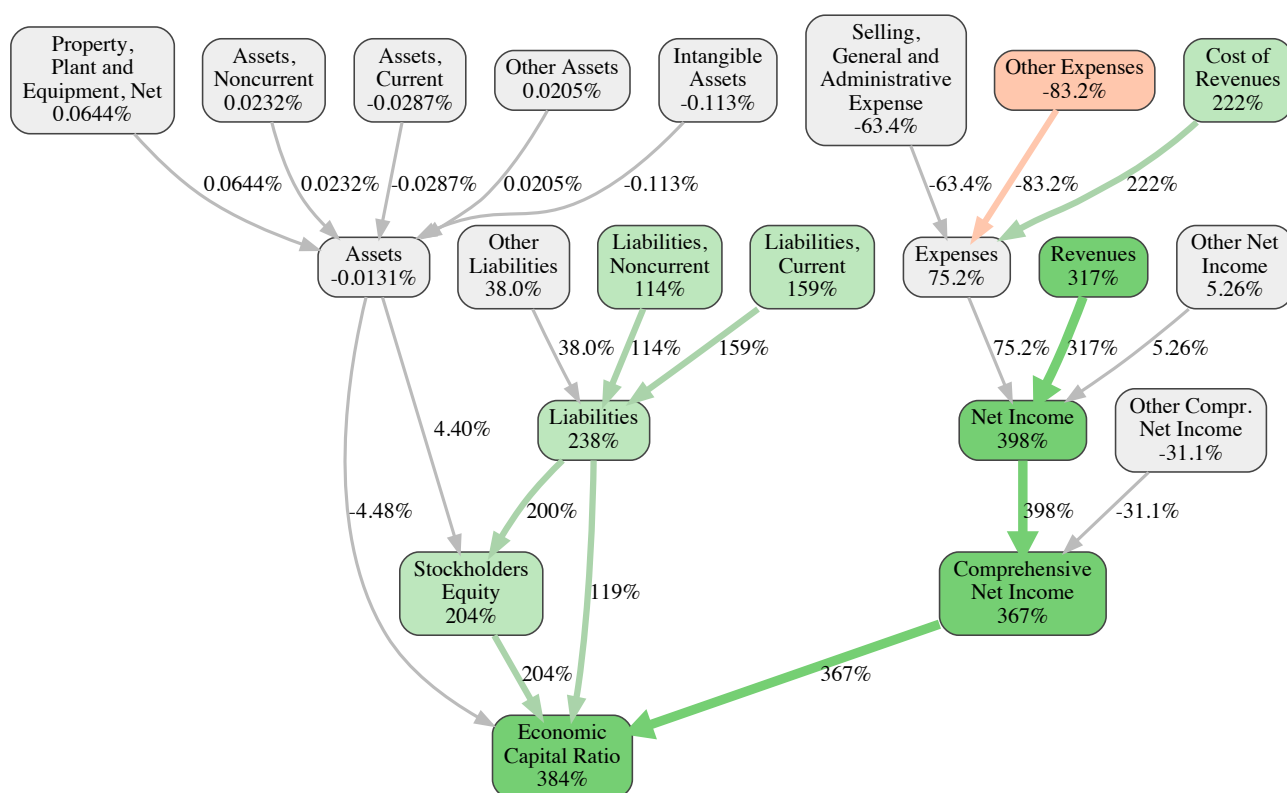 Property,
Plant and
Equipment, Net
0.0644%
Assets,
Noncurrent
0.0232%
Assets,
Current
-0.0287%
Other Assets
0.0205%
Intangible
Assets
-0.113%
Selling,
General and
Administrative
Expense
-63.4%
Other Expenses
-83.2%
Cost of
Revenues
222%
0.0644%
0.0232%
-0.0287%
0.0205%
-0.113%
-63.4%
-83.2%
222%
Assets
-0.0131%
Other
Liabilities
38.0%
Liabilities,
Noncurrent
114%
Liabilities,
Current
159%
Expenses
75.2%
Revenues
317%
Other Net
Income
5.26%
38.0%
114%
159%
75.2%
317%
5.26%
4.40%
Liabilities
238%
Net Income
398%
Other Compr.
Net Income
-31.1%
-4.48%
200%
398%
-31.1%
Stockholders
Equity
204%
119%
Comprehensive
Net Income
367%
204%
367%
Economic
Capital Ratio
384%